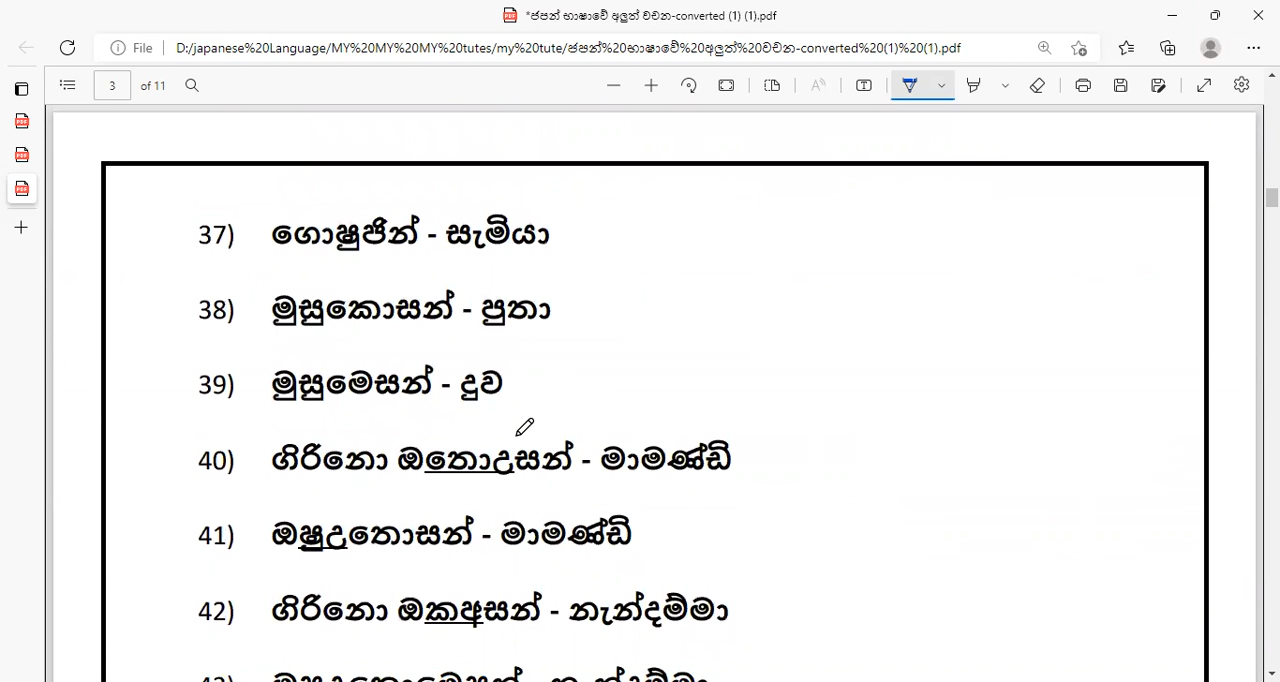 *ජපන් භාෂාවේ අලුත් වචන-converted (1) (1).pdf
File D:/japanese%20Language/MY%20MY%20MY%20tutes/my%20tute/ජපන්%20භාෂාවේ%20අලුත්%20වචන-converted%20(1)%20(1).pdf
3 of 11
37) ගොෂුජින් - සැමියා
38) මුසුකොසන් - පුතා
39) මුසුමෙසන් - දුව
40) ගිරිනො ඔතොඋසන් - මාමණ්ඩි
41) ඔෂුඋතොසන් - මාමණ්ඩි
42) ගිරිනො ඔකඅසන් - නැන්දම්මා